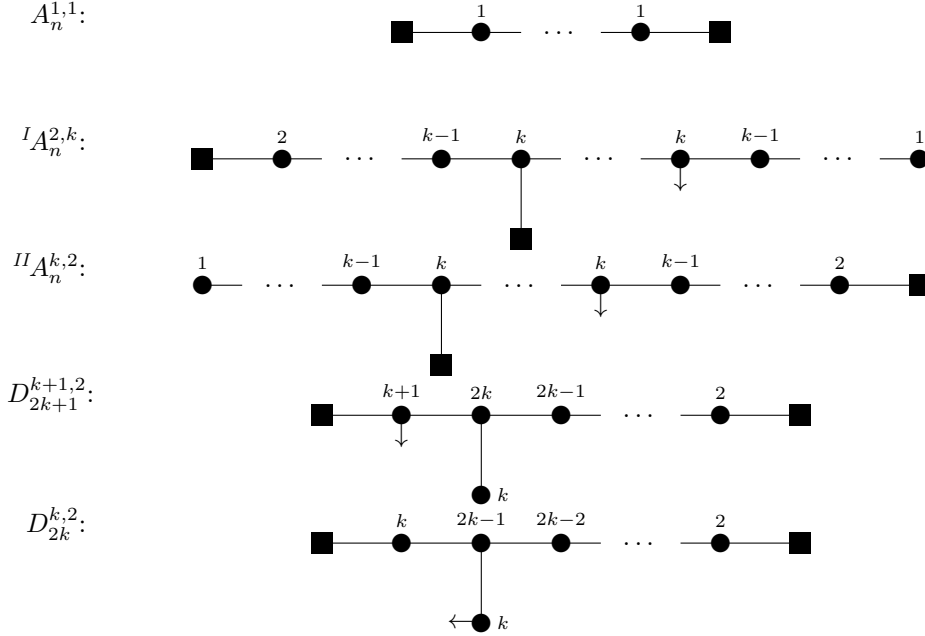 A_n^{1,1}:
1 ⋯ 1
^I A_n^{2,k}:
2 ⋯ k−1 k ⋯ k k−1 ⋯ 1
^{II} A_n^{k,2}:
1 ⋯ k−1 k ⋯ k k−1 ⋯ 2
D_{2k+1}^{k+1,2}:
k+1 2k 2k−1 ⋯ 2
k
D_{2k}^{k,2}:
k 2k−1 2k−2 ⋯ 2
k